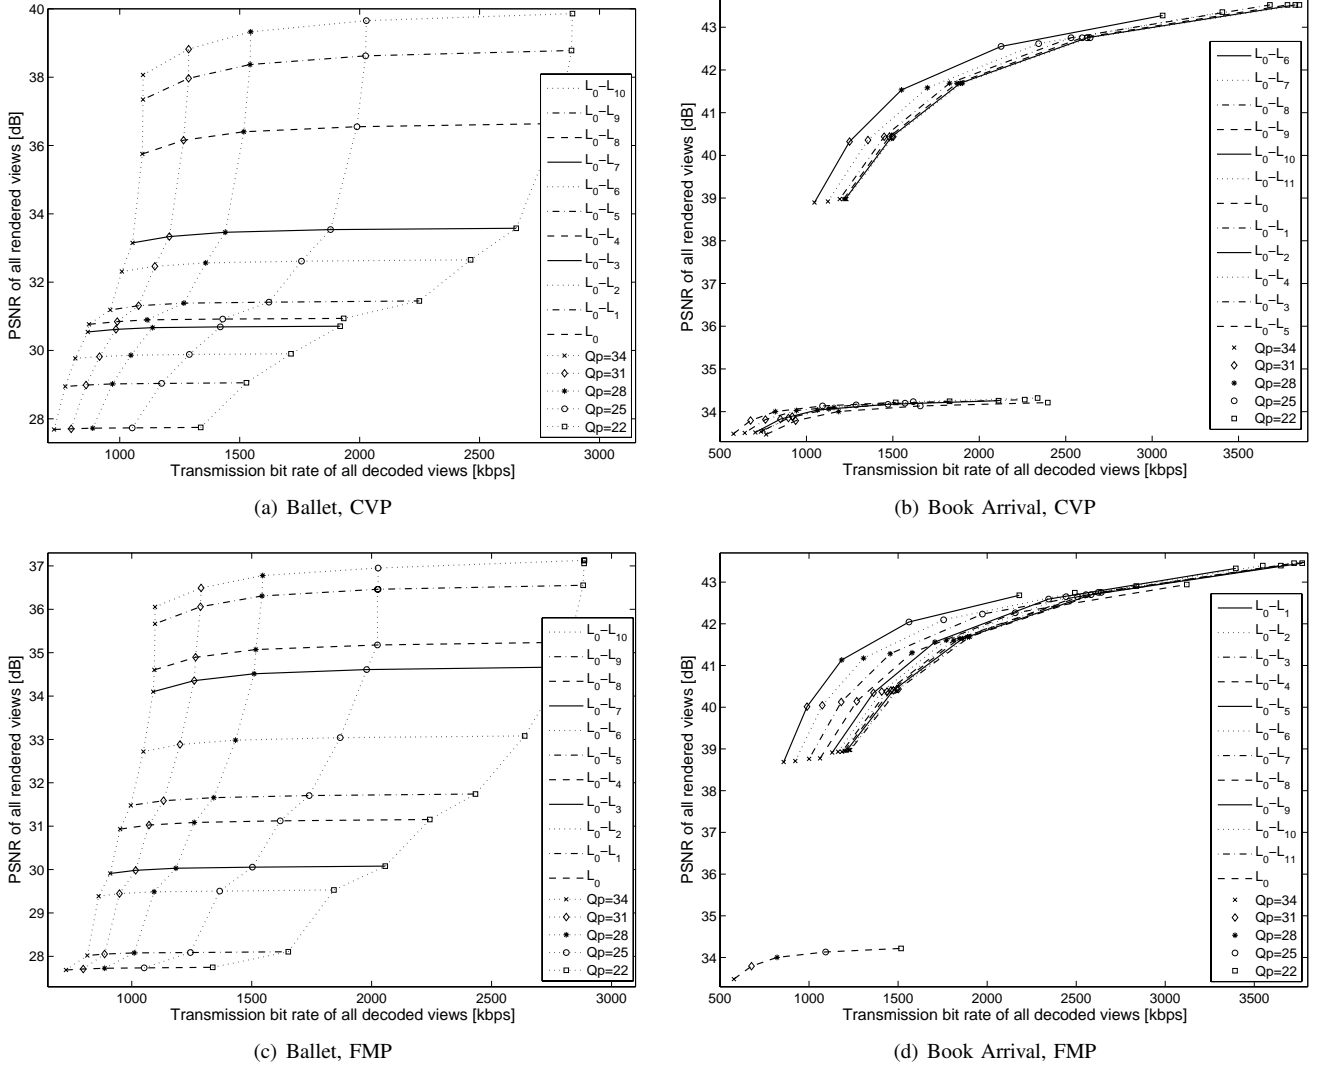 40
38
36
34
32
30
28
PSNR of all rendered views [dB]
1000 1500 2000 2500 3000
Transmission bit rate of all decoded views [kbps]
L0−L10
L0−L9
L0−L8
L0−L7
L0−L6
L0−L5
L0−L4
L0−L3
L0−L2
L0−L1
L0
Qp=34
Qp=31
Qp=28
Qp=25
Qp=22
(a) Ballet, CVP
43
42
41
40
39
38
37
36
35
34
PSNR of all rendered views [dB]
500 1000 1500 2000 2500 3000 3500
Transmission bit rate of all decoded views [kbps]
L0−L6
L0−L7
L0−L8
L0−L9
L0−L10
L0−L11
L0
L0−L1
L0−L2
L0−L4
L0−L3
L0−L5
Qp=34
Qp=31
Qp=28
Qp=25
Qp=22
(b) Book Arrival, CVP
37
36
35
34
33
32
31
30
29
28
PSNR of all rendered views [dB]
1000 1500 2000 2500 3000
Transmission bit rate of all decoded views [kbps]
L0−L10
L0−L9
L0−L8
L0−L7
L0−L6
L0−L5
L0−L4
L0−L3
L0−L2
L0−L1
L0
Qp=34
Qp=31
Qp=28
Qp=25
Qp=22
(c) Ballet, FMP
43
42
41
40
39
38
37
36
35
34
PSNR of all rendered views [dB]
500 1000 1500 2000 2500 3000 3500
Transmission bit rate of all decoded views [kbps]
L0−L1
L0−L2
L0−L3
L0−L4
L0−L5
L0−L6
L0−L7
L0−L8
L0−L9
L0−L10
L0−L11
L0
Qp=34
Qp=31
Qp=28
Qp=25
Qp=22
(d) Book Arrival, FMP